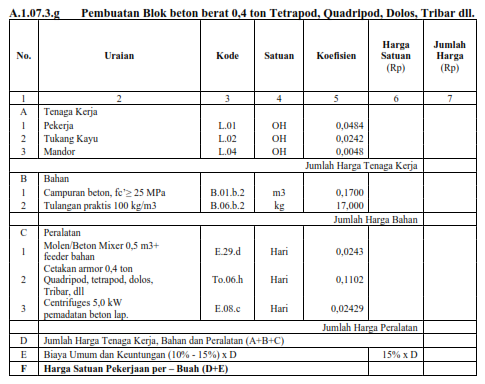 A.1.07.3.g Pembuatan Blok beton berat 0,4 ton Tetrapod, Quadripod, Dolos, Tribar dll.
No. Uraian Kode Satuan Koefisien Harga Satuan (Rp) Jumlah Harga (Rp)
1 2 3 4 5 6 7
A Tenaga Kerja
1 Pekerja L.01 OH 0,0484
2 Tukang Kayu L.02 OH 0,0242
3 Mandor L.04 OH 0,0048
Jumlah Harga Tenaga Kerja
B Bahan
1 Campuran beton, fc'≥ 25 MPa B.01.b.2 m3 0,1700
2 Tulangan praktis 100 kg/m3 B.06.b.2 kg 17,000
Jumlah Harga Bahan
C Peralatan
1 Molen/Beton Mixer 0,5 m3+ feeder bahan E.29.d Hari 0,0243
2 Cetakan armor 0,4 ton Quadripod, tetrapod, dolos, Tribar, dll To.06.h Hari 0,1102
3 Centrifuges 5,0 kW pemadatan beton lap. E.08.c Hari 0,02429
Jumlah Harga Peralatan
D Jumlah Harga Tenaga Kerja, Bahan dan Peralatan (A+B+C)
E Biaya Umum dan Keuntungan (10% - 15%) x D 15% x D
F Harga Satuan Pekerjaan per – Buah (D+E)